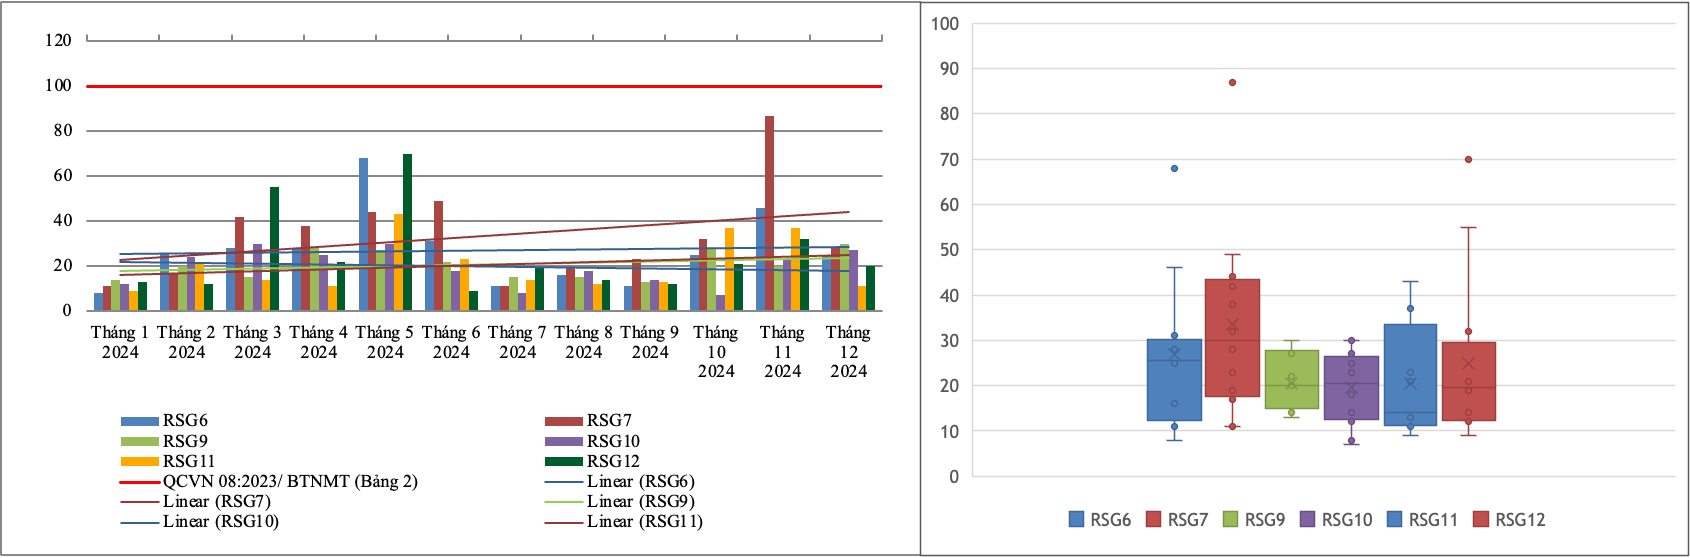 120
100
80
60
40
20
0
Tháng 1 2024
Tháng 2 2024
Tháng 3 2024
Tháng 4 2024
Tháng 5 2024
Tháng 6 2024
Tháng 7 2024
Tháng 8 2024
Tháng 9 2024
Tháng 10 2024
Tháng 11 2024
Tháng 12 2024
RSG6
RSG7
RSG9
RSG10
RSG11
RSG12
QCVN 08:2023/ BTNMT (Bảng 2)
Linear (RSG6)
Linear (RSG7)
Linear (RSG9)
Linear (RSG10)
Linear (RSG11)
100
90
80
70
60
50
40
30
20
10
0
RSG6 RSG7 RSG9 RSG10 RSG11 RSG12